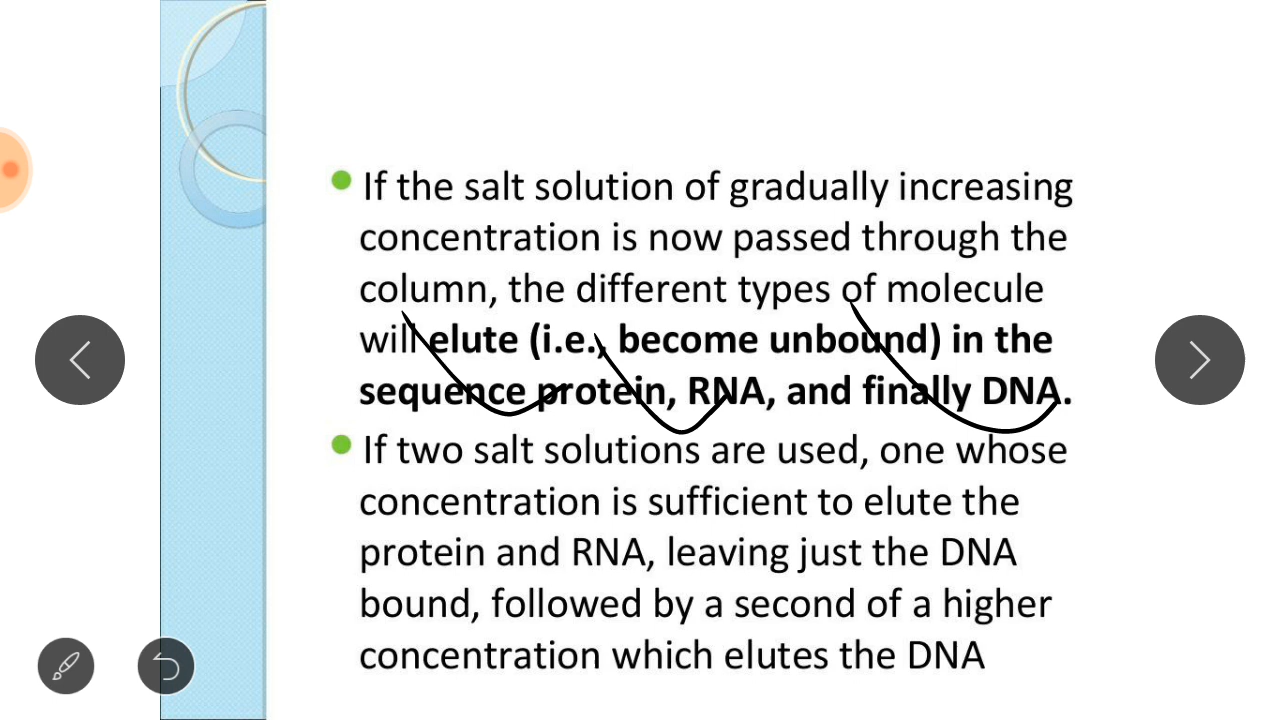 If the salt solution of gradually increasing
concentration is now passed through the
column, the different types of molecule
will elute (i.e., become unbound) in the
sequence protein, RNA, and finally DNA.
If two salt solutions are used, one whose
concentration is sufficient to elute the
protein and RNA, leaving just the DNA
bound, followed by a second of a higher
concentration which elutes the DNA